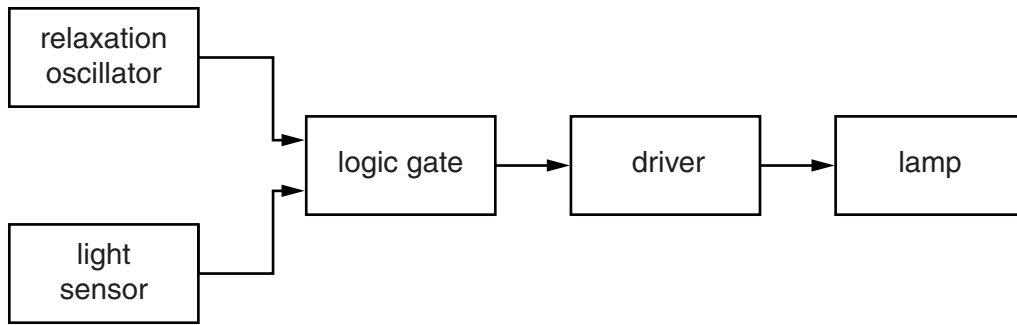 relaxation
oscillator
logic gate
driver
lamp
light
sensor